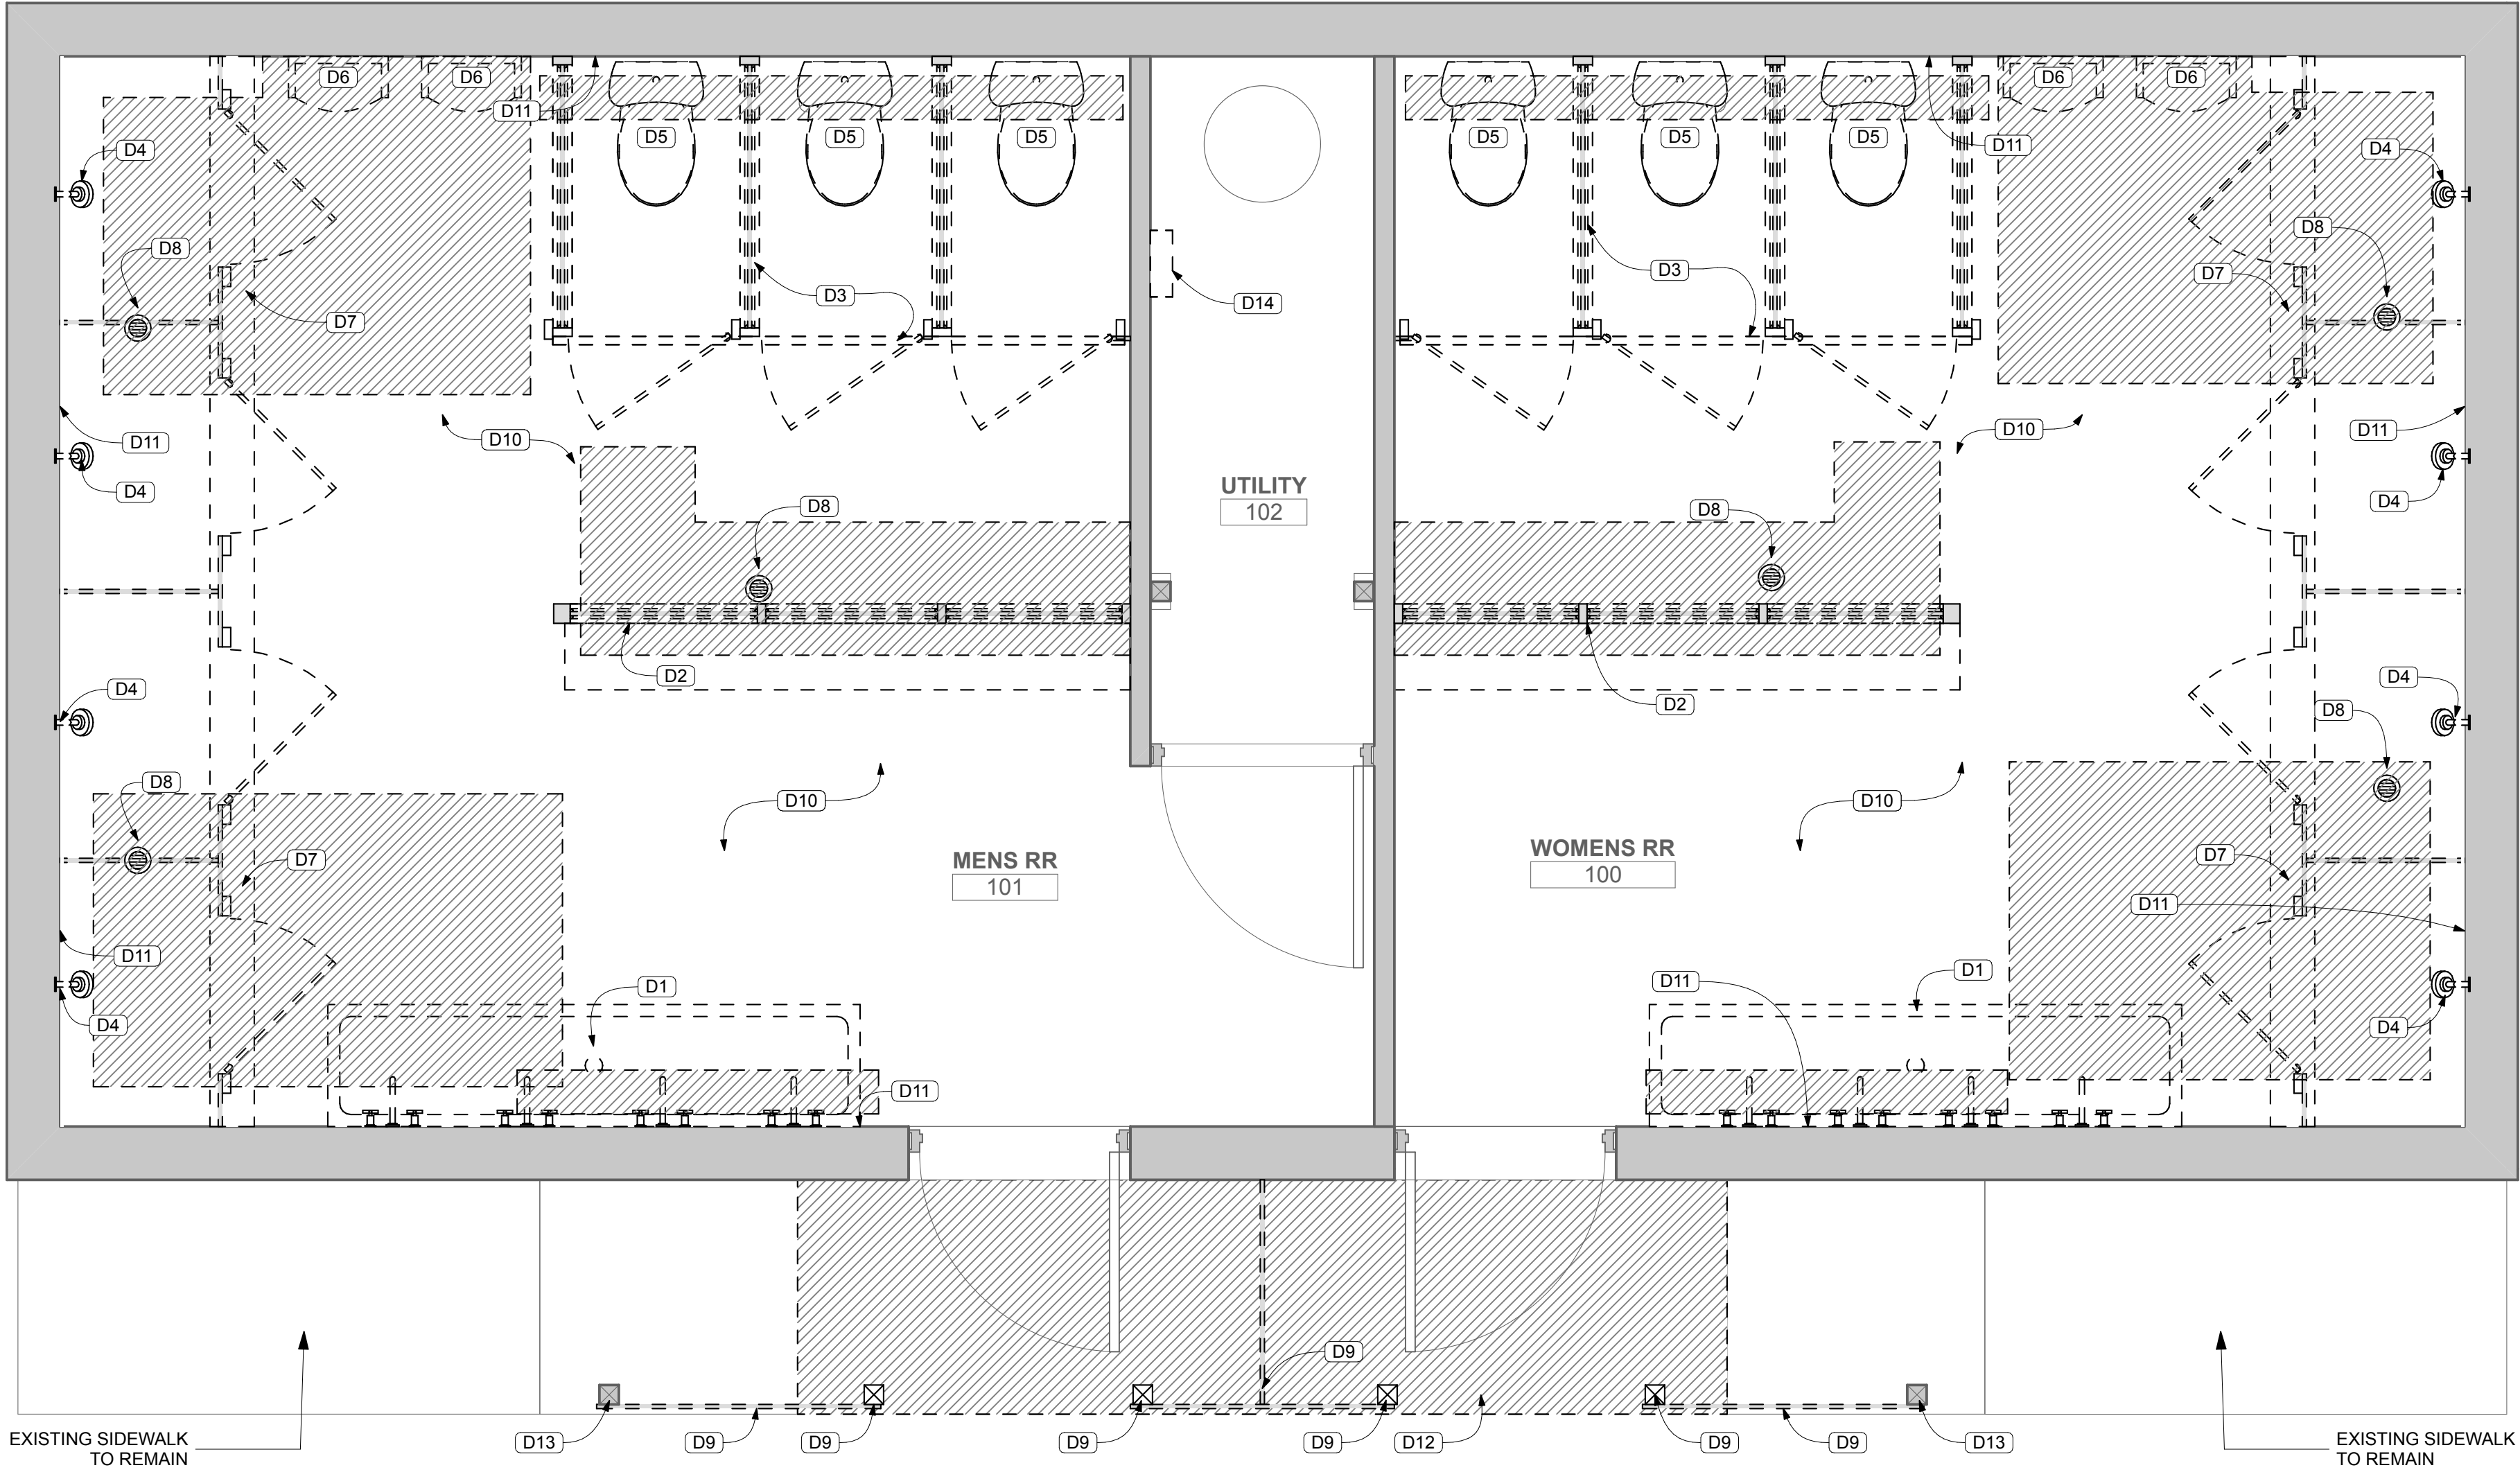 D6
D6
D6
D6
D11
D5
D5
D5
D5
D5
D5
D11
D4
D4
D8
D8
D7
D3
D14
D3
D7
D11
D10
D10
D11
D4
D8
UTILITY
102
D8
D4
D2
D2
D4
D4
D8
D8
D10
D10
D7
MENS RR
101
WOMENS RR
100
D7
D11
D11
D1
D11
D1
D4
D11
D4
D9
EXISTING SIDEWALK
TO REMAIN
D13
D9
D9
D9
D9
D12
D9
D9
D13
EXISTING SIDEWALK
TO REMAIN